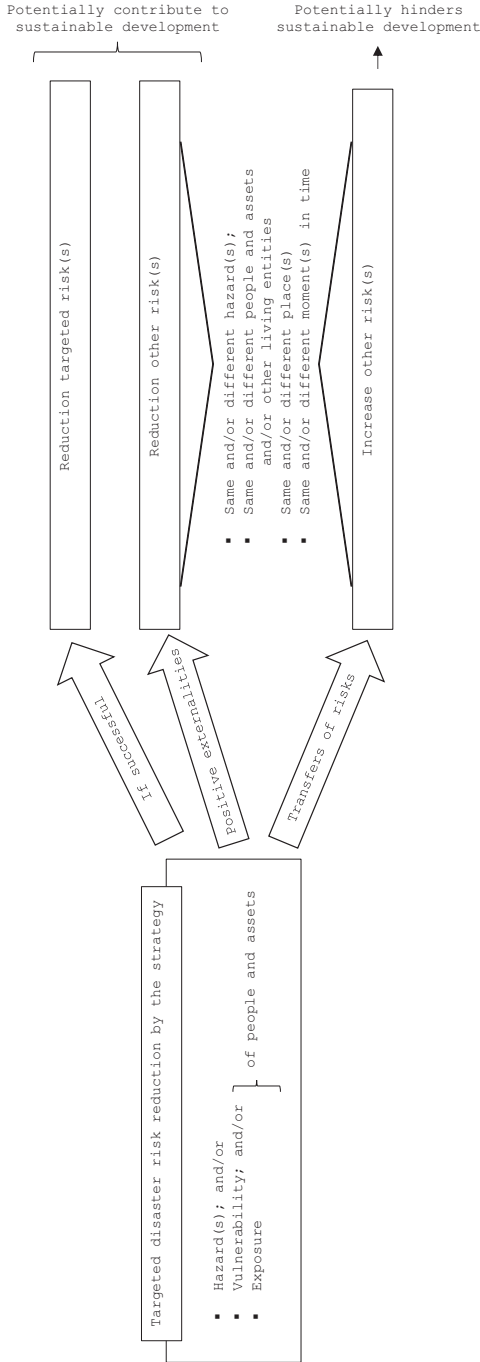 Potentially contribute to
sustainable development
Potentially hinders
sustainable development
Targeted disaster risk reduction by the strategy
▪ Hazard(s); and/or
▪ Vulnerability; and/or
▪ Exposure
of people and assets
If successful
Positive externalities
Transfers of risks
Reduction targeted risk(s)
Reduction other risk(s)
▪ Same and/or different hazard(s);
▪ Same and/or different people and assets
and/or other living entities
▪ Same and/or different place(s)
▪ Same and/or different moment(s) in time
Increase other risk(s)